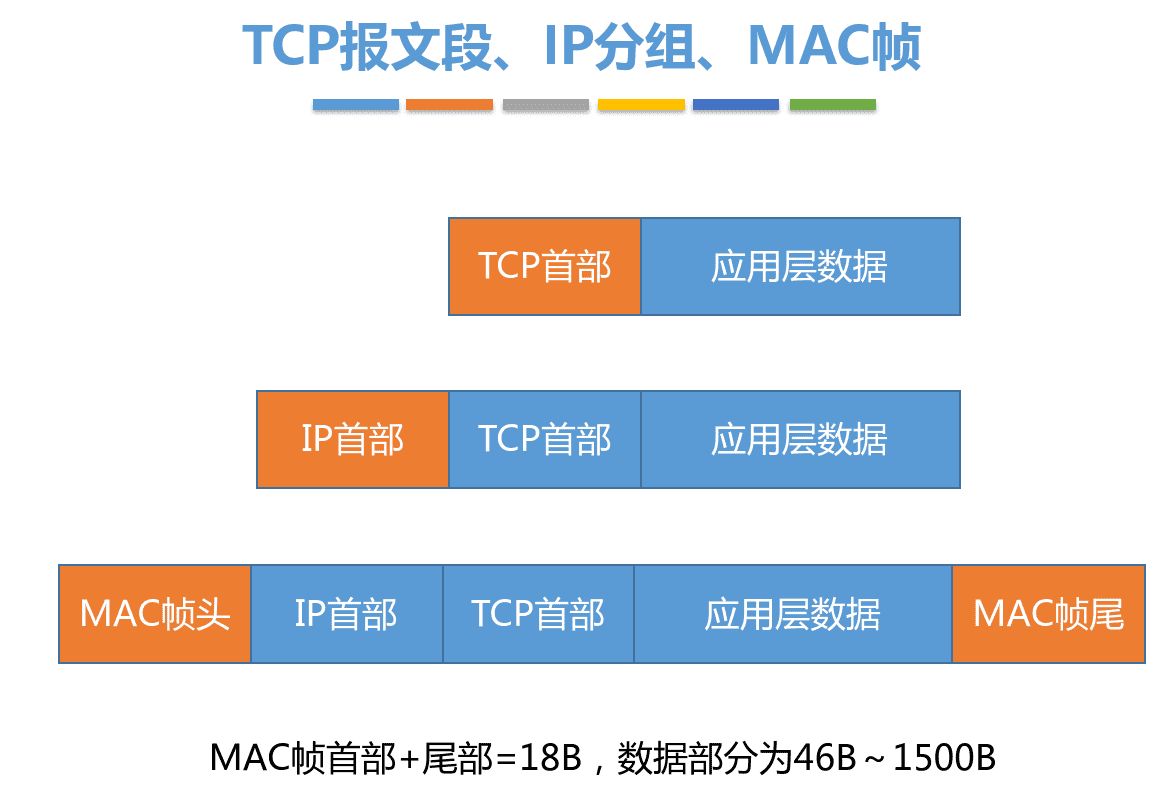 TCP报文段、IP分组、MAC帧
TCP首部 应用层数据
IP首部 TCP首部 应用层数据
MAC帧头 IP首部 TCP首部 应用层数据 MAC帧尾
MAC帧首部+尾部=18B，数据部分为46B～1500B